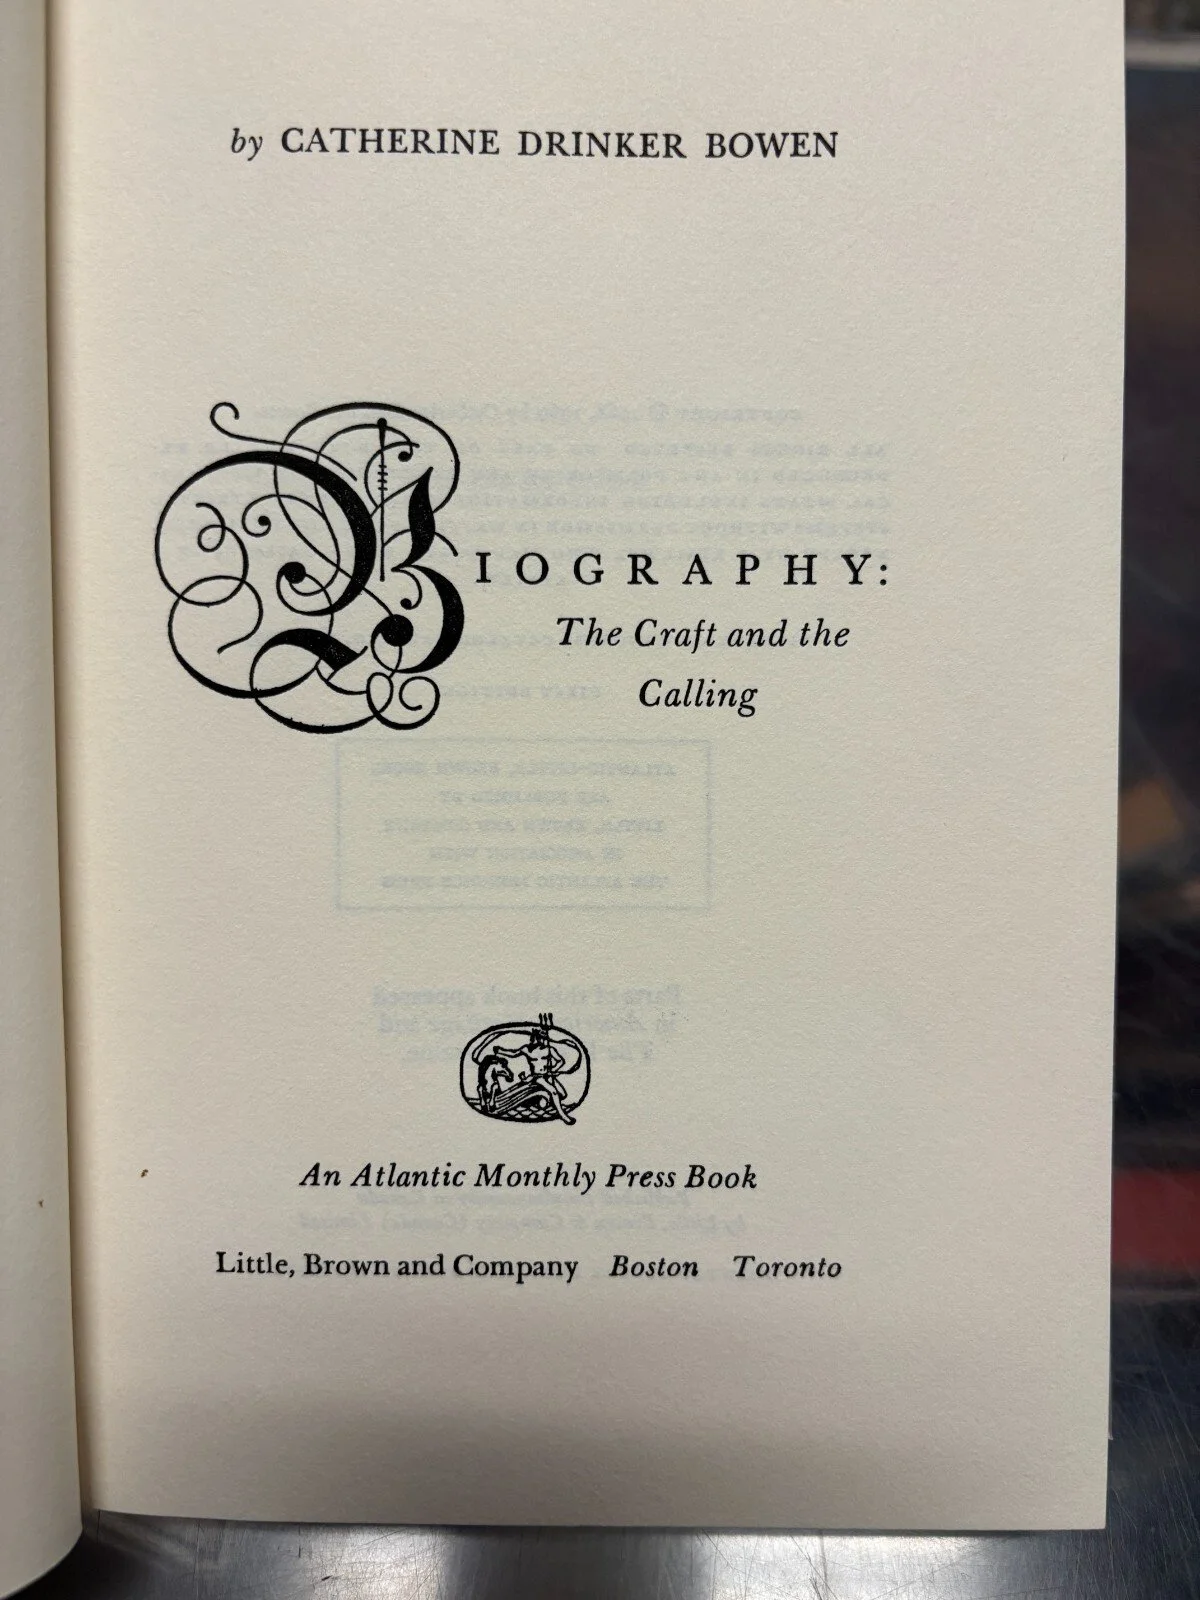 by CATHERINE DRINKER BOWEN
BIOGRAPHY:
The Craft and the
Calling
An Atlantic Monthly Press Book
Little, Brown and Company Boston Toronto